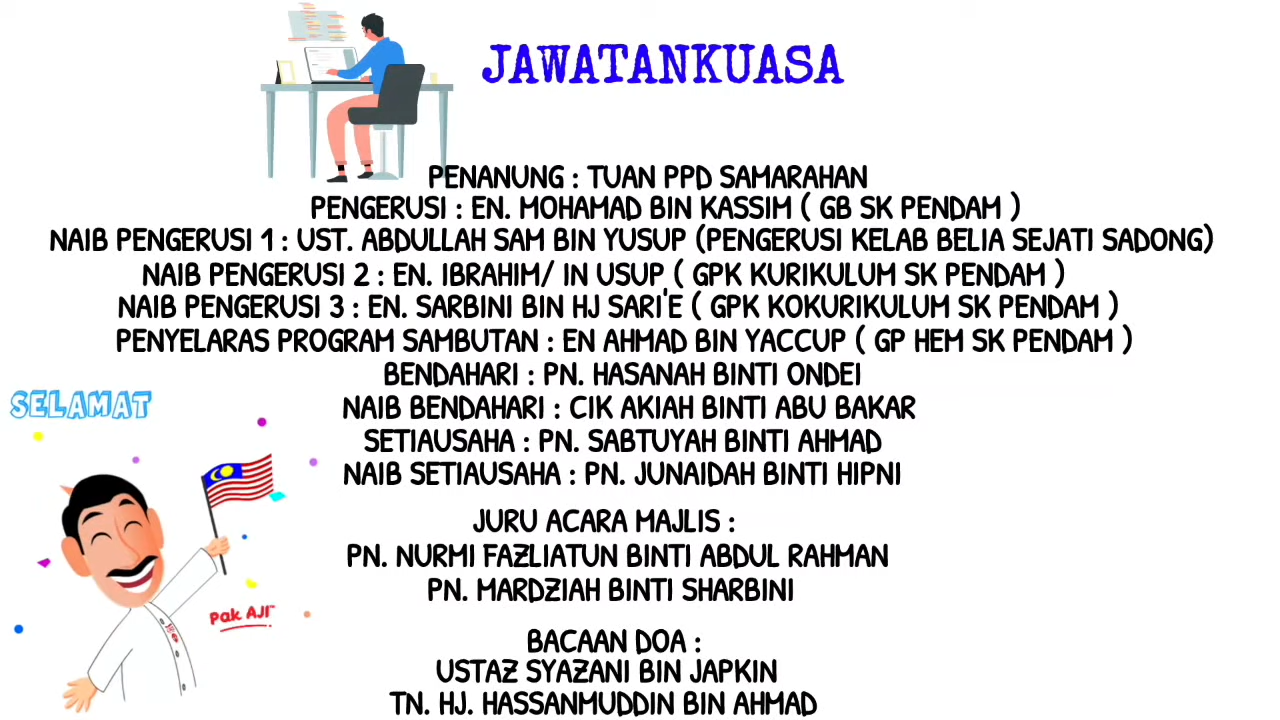 JAWATANKUASA
PENANUNG : TUAN PPD SAMARAHAN
PENGERUSI : EN. MOHAMAD BIN KASSIM ( GB SK PENDAM )
NAIB PENGERUSI 1 : UST. ABDULLAH SAM BIN YUSUP (PENGERUSI KELAB BELIA SEJATI SADONG)
NAIB PENGERUSI 2 : EN. IBRAHIM/ IN USUP ( GPK KURIKULUM SK PENDAM )
NAIB PENGERUSI 3 : EN. SARBINI BIN HJ SARI'E ( GPK KOKURIKULUM SK PENDAM )
PENYELARAS PROGRAM SAMBUTAN : EN AHMAD BIN YACCUP ( GP HEM SK PENDAM )
BENDAHARI : PN. HASANAH BINTI ONDEI
NAIB BENDAHARI : CIK AKIAH BINTI ABU BAKAR
SETIAUSAHA : PN. SABTUYAH BINTI AHMAD
NAIB SETIAUSAHA : PN. JUNAIDAH BINTI HIPNI
JURU ACARA MAJLIS :
PN. NURMI FAZLIATUN BINTI ABDUL RAHMAN
PN. MARDZIAH BINTI SHARBINI
BACAAN DOA :
USTAZ SYAZANI BIN JAPKIN
TN. HJ. HASSANMUDDIN BIN AHMAD
SELAMAT
Pak AJI